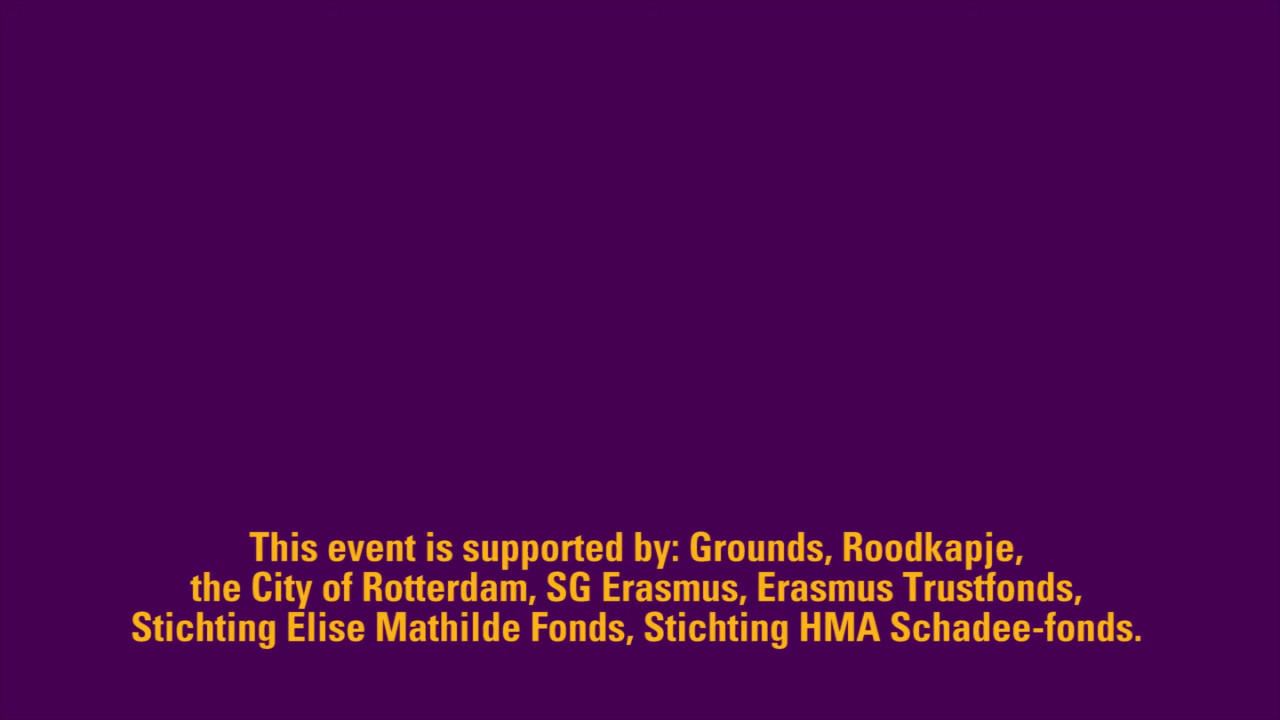 This event is supported by: Grounds, Roodkapje,
the City of Rotterdam, SG Erasmus, Erasmus Trustfonds,
Stichting Elise Mathilde Fonds, Stichting HMA Schadee-fonds.